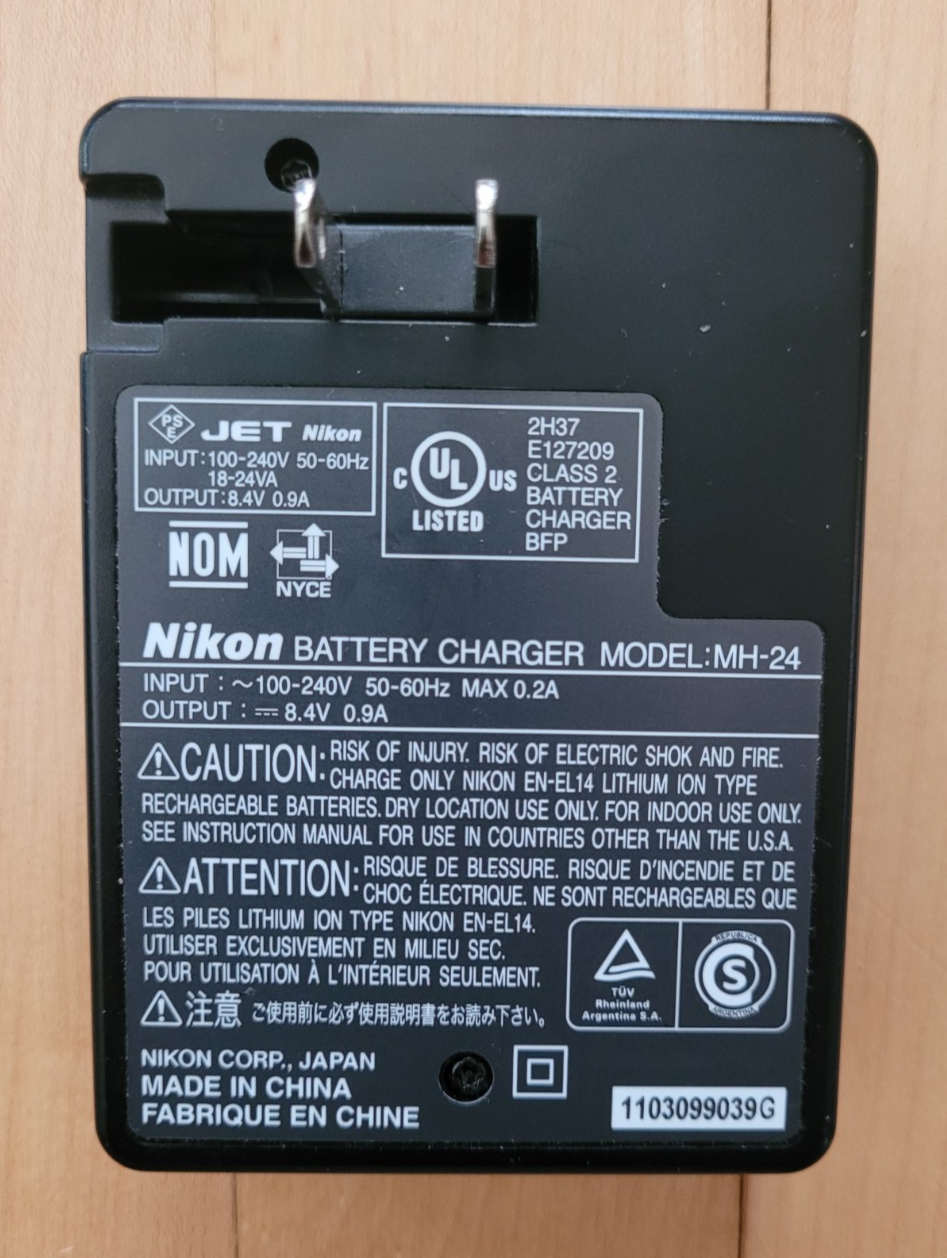 PSE
JET Nikon
INPUT:100-240V 50-60Hz
18-24VA
OUTPUT:8.4V 0.9A
C UL US
LISTED
2H37
E127209
CLASS 2
BATTERY
CHARGER
BFP
NOM
NYCE
Nikon BATTERY CHARGER MODEL:MH-24
INPUT : ~100-240V 50-60Hz MAX 0.2A
OUTPUT : ⎓ 8.4V 0.9A
⚠CAUTION: RISK OF INJURY. RISK OF ELECTRIC SHOK AND FIRE.
CHARGE ONLY NIKON EN-EL14 LITHIUM ION TYPE
RECHARGEABLE BATTERIES. DRY LOCATION USE ONLY. FOR INDOOR USE ONLY.
SEE INSTRUCTION MANUAL FOR USE IN COUNTRIES OTHER THAN THE U.S.A.
⚠ATTENTION: RISQUE DE BLESSURE. RISQUE D'INCENDIE ET DE
CHOC ÉLECTRIQUE. NE SONT RECHARGEABLES QUE
LES PILES LITHIUM ION TYPE NIKON EN-EL14.
UTILISER EXCLUSIVEMENT EN MILIEU SEC.
POUR UTILISATION À L'INTÉRIEUR SEULEMENT.
⚠注意 ご使用前に必ず使用説明書をお読み下さい。
TÜV
Rheinland
Argentina S.A.
REPUBLICA
S
ARGENTINA
NIKON CORP., JAPAN
MADE IN CHINA
FABRIQUE EN CHINE
1103099039G